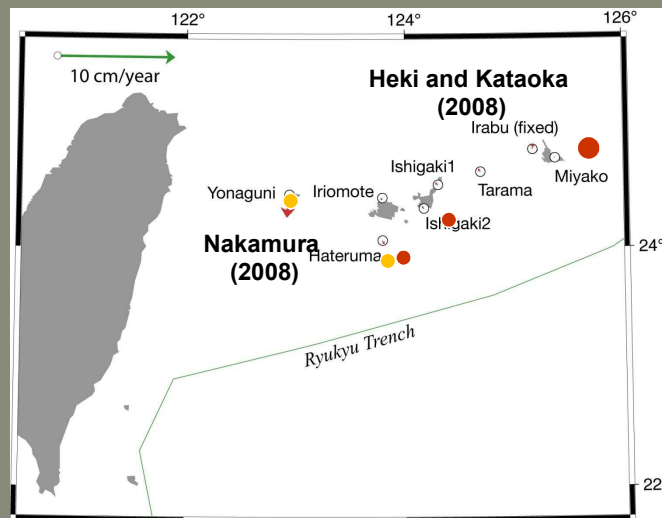 122°
124°
126°
10 cm/year
Heki and Kataoka
(2008)
Irabu (fixed)
Miyako
Ishigaki1
Tarama
Yonaguni
Iriomote
Ishigaki2
Nakamura
(2008)
Hateruma
24°
Ryukyu Trench
22°